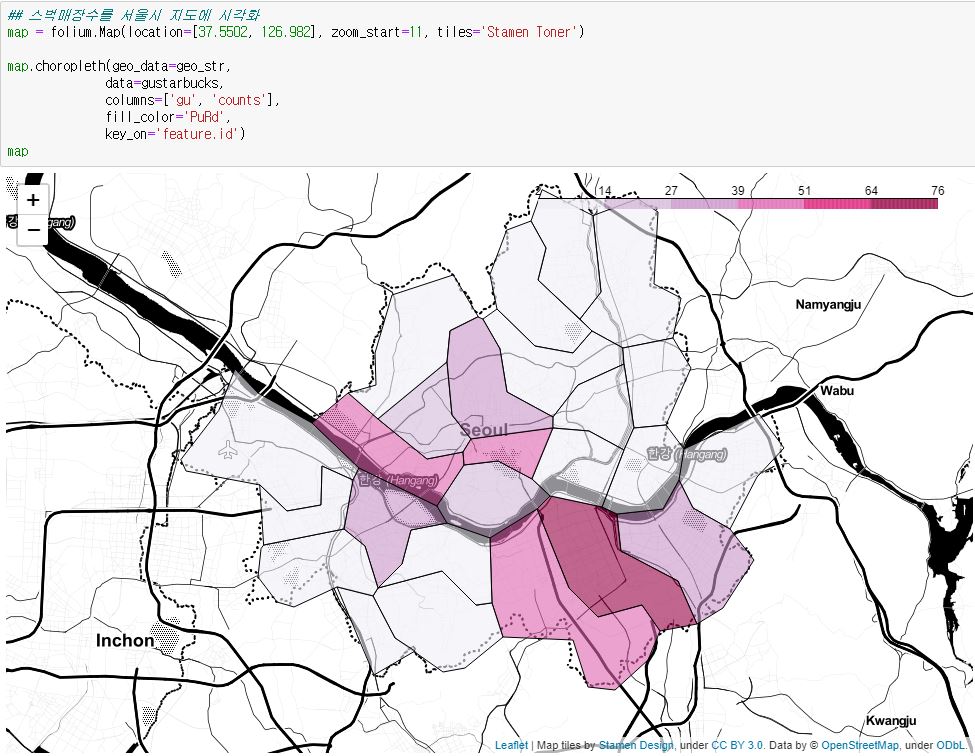 ## 스벅매장수를 서울시 지도에 시각화
map = folium.Map(location=[37.5502, 126.982], zoom_start=11, tiles='Stamen Toner')
map.choropleth(geo_data=geo_str,
data=gustarbucks,
columns=['gu', 'counts'],
fill_color='PuRd',
key_on='feature.id')
map
+
−
2 14 27 39 51 64 76
Namyangju
Wabu
Seoul
한강 (Hangang)
한강 (Hangang)
Inchon
Kwangju
Leaflet | Map tiles by Stamen Design, under CC BY 3.0. Data by © OpenStreetMap, under ODbL.